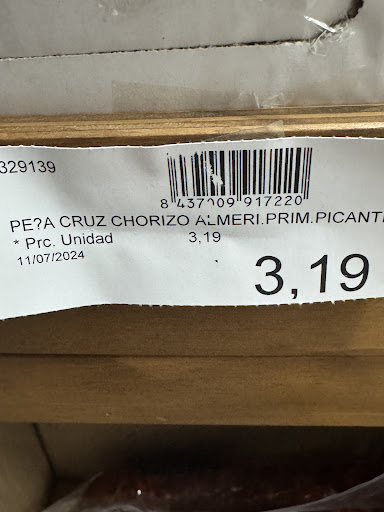 329139
8 437009 917220
PE?A CRUZ CHORIZO ALMERI.PRIM.PICANT
* Prc. Unidad 3,19
11/07/2024
3,19